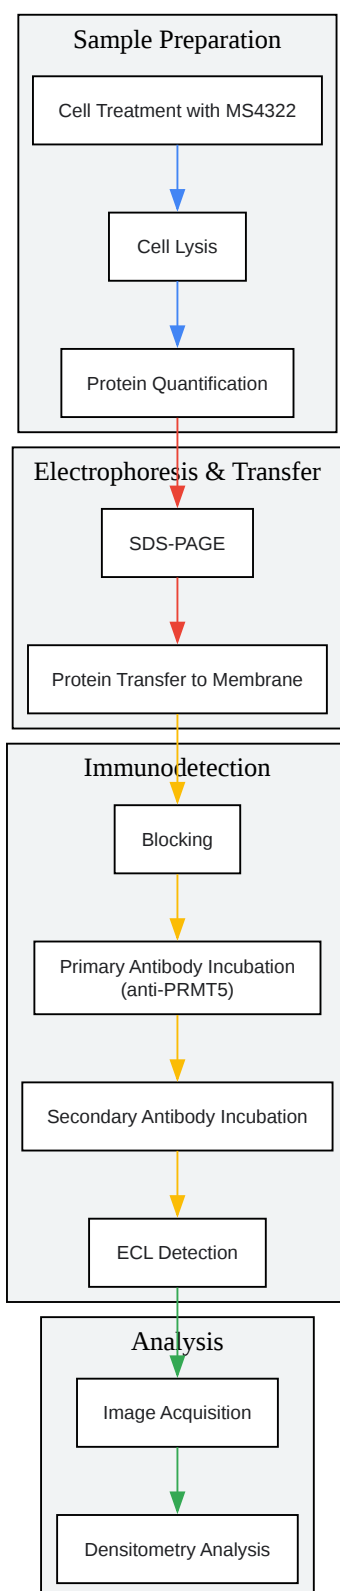 Sample Preparation
Cell Treatment with MS4322
Cell Lysis
Protein Quantification
Electrophoresis & Transfer
SDS-PAGE
Protein Transfer to Membrane
Immunodetection
Blocking
Primary Antibody Incubation
(anti-PRMT5)
Secondary Antibody Incubation
ECL Detection
Analysis
Image Acquisition
Densitometry Analysis